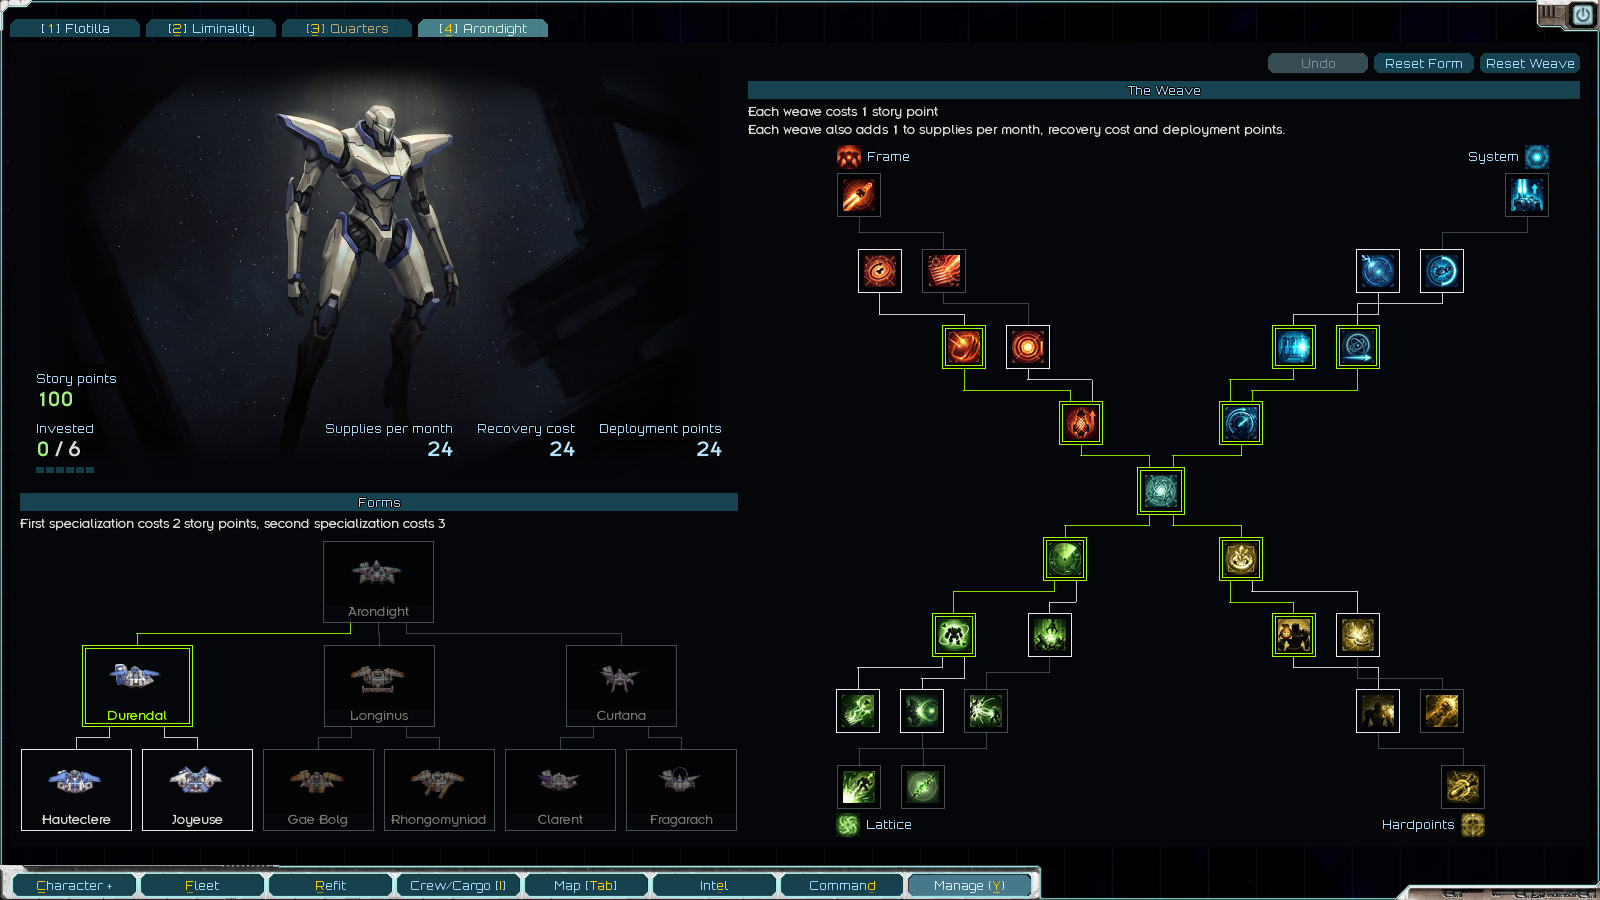 [1] Flotilla
[2] Liminality
[3] Quarters
[4] Arondight
Undo
Reset Form
Reset Weave
The Weave
Each weave costs 1 story point
Each weave also adds 1 to supplies per month, recovery cost and deployment points.
Frame
System
Story points
100
Invested
0 / 6
Supplies per month
24
Recovery cost
24
Deployment points
24
Forms
First specialization costs 2 story points, second specialization costs 3
Arondight
Durendal
Longinus
Curtana
Hauteclere
Joyeuse
Gae Bolg
Rhongomyniad
Clarent
Fragarach
Lattice
Hardpoints
Character +
Fleet
Refit
Crew/Cargo [I]
Map [Tab]
Intel
Command
Manage (Y)